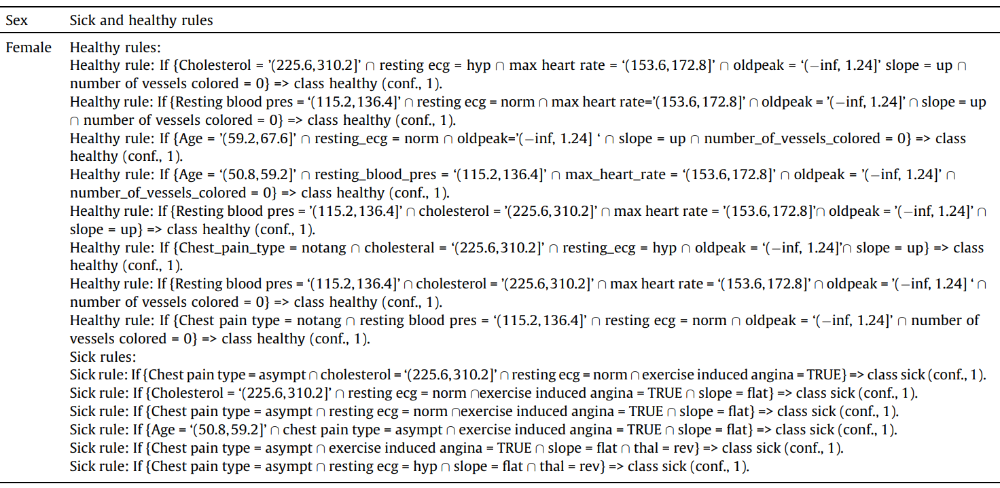 Sex Sick and healthy rules
Female Healthy rules:
Healthy rule: If {Cholesterol = ’(225.6,310.2]’ ∩ resting ecg = hyp ∩ max heart rate = ‘(153.6,172.8]’ ∩ oldpeak = ‘(−inf, 1.24]’ slope = up ∩
number of vessels colored = 0} => class healthy (conf., 1).
Healthy rule: If {Resting blood pres = ‘(115.2,136.4]’ ∩ resting ecg = norm ∩ max heart rate=’(153.6,172.8]’ ∩ oldpeak = ’(−inf, 1.24]’ ∩ slope = up
∩ number of vessels colored = 0} => class healthy (conf., 1).
Healthy rule: If {Age = ’(59.2,67.6]’ ∩ resting_ecg = norm ∩ oldpeak=’(−inf, 1.24] ‘ ∩ slope = up ∩ number_of_vessels_colored = 0} => class
healthy (conf., 1).
Healthy rule: If {Age = ‘(50.8,59.2]’ ∩ resting_blood_pres = ‘(115.2,136.4]’ ∩ max_heart_rate = ‘(153.6,172.8]’ ∩ oldpeak = ’(−inf, 1.24]’ ∩
number_of_vessels_colored = 0} => class healthy (conf., 1).
Healthy rule: If {Resting blood pres = ’(115.2,136.4]’ ∩ cholesterol = ’(225.6,310.2]’ ∩ max heart rate = ’(153.6,172.8]’∩ oldpeak = ’(−inf, 1.24]’ ∩
slope = up} => class healthy (conf., 1).
Healthy rule: If {Chest_pain_type = notang ∩ cholesteral = ‘(225.6,310.2]’ ∩ resting_ecg = hyp ∩ oldpeak = ‘(−inf, 1.24]’∩ slope = up} => class
healthy (conf., 1).
Healthy rule: If {Resting blood pres = ‘(115.2,136.4]’ ∩ cholesterol = ’(225.6,310.2]’ ∩ max heart rate = ‘(153.6,172.8]’ ∩ oldpeak = ’(−inf, 1.24] ‘ ∩
number of vessels colored = 0} => class healthy (conf., 1).
Healthy rule: If {Chest pain type = notang ∩ resting blood pres = ‘(115.2,136.4]’ ∩ resting ecg = norm ∩ oldpeak = ‘(−inf, 1.24]’ ∩ number of
vessels colored = 0} => class healthy (conf., 1).
Sick rules:
Sick rule: If {Chest pain type = asympt ∩ cholesterol = ‘(225.6,310.2]’ ∩ resting ecg = norm ∩ exercise induced angina = TRUE} => class sick (conf., 1).
Sick rule: If {Cholesterol = ‘(225.6,310.2]’ ∩ resting ecg = norm ∩exercise induced angina = TRUE ∩ slope = flat} => class sick (conf., 1).
Sick rule: If {Chest pain type = asympt ∩ resting ecg = norm ∩exercise induced angina = TRUE ∩ slope = flat} => class sick (conf., 1).
Sick rule: If {Age = ‘(50.8,59.2]’ ∩ chest pain type = asympt ∩ exercise induced angina = TRUE ∩ slope = flat} => class sick (conf., 1).
Sick rule: If {Chest pain type = asympt ∩ exercise induced angina = TRUE ∩ slope = flat ∩ thal = rev} => class sick (conf., 1).
Sick rule: If {Chest pain type = asympt ∩ resting ecg = hyp ∩ slope = flat ∩ thal = rev} => class sick (conf., 1).